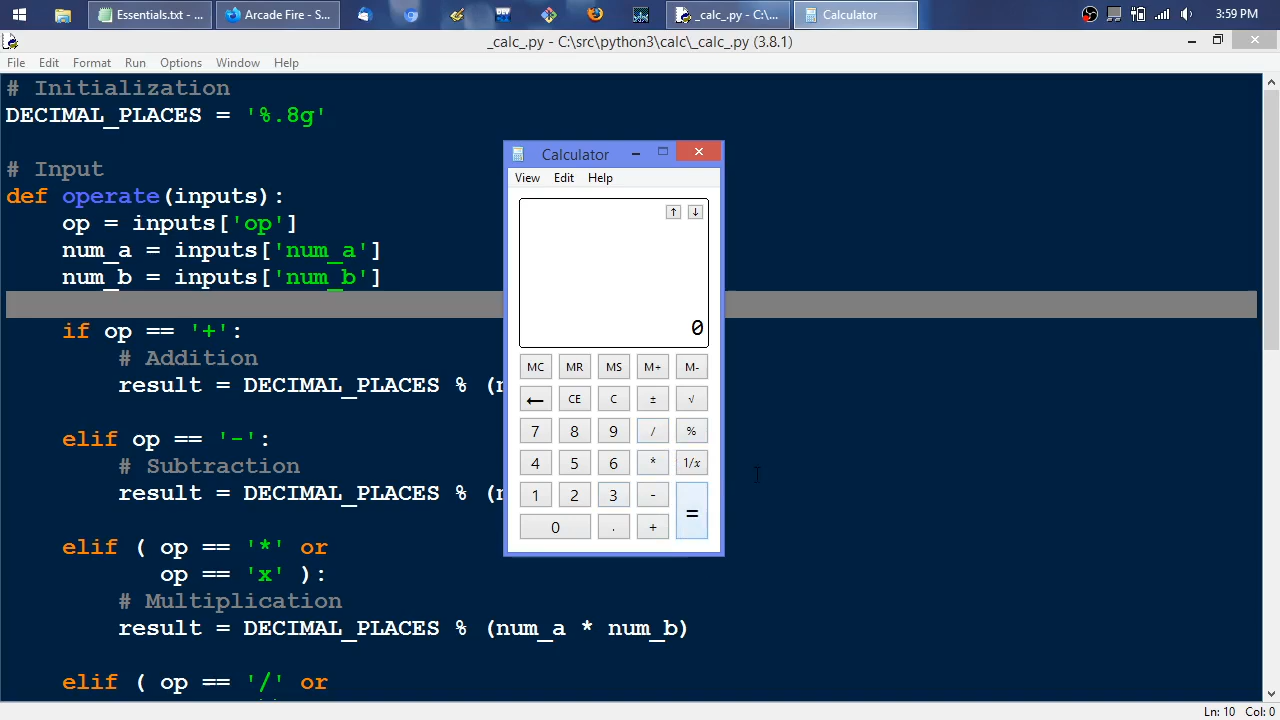 Essentials.txt - ...
Arcade Fire - S...
_calc_.py - C:\...
Calculator
3:59 PM
_calc_.py - C:\src\python3\calc\_calc_.py (3.8.1)
File Edit Format Run Options Window Help
# Initialization
DECIMAL_PLACES = '%.8g'
# Input
def operate(inputs):
op = inputs['op']
num_a = inputs['num_a']
num_b = inputs['num_b']
if op == '+':
# Addition
result = DECIMAL_PLACES % (
elif op == '-':
# Subtraction
result = DECIMAL_PLACES % (
elif ( op == '*' or
op == 'x' ):
# Multiplication
result = DECIMAL_PLACES % (num_a * num_b)
elif ( op == '/' or
Calculator
View Edit Help
↑ ↓
0
MC MR MS M+ M-
← CE C ± √
7 8 9 / %
4 5 6 * 1/x
1 2 3 - =
0 . +
Ln: 10 Col: 0